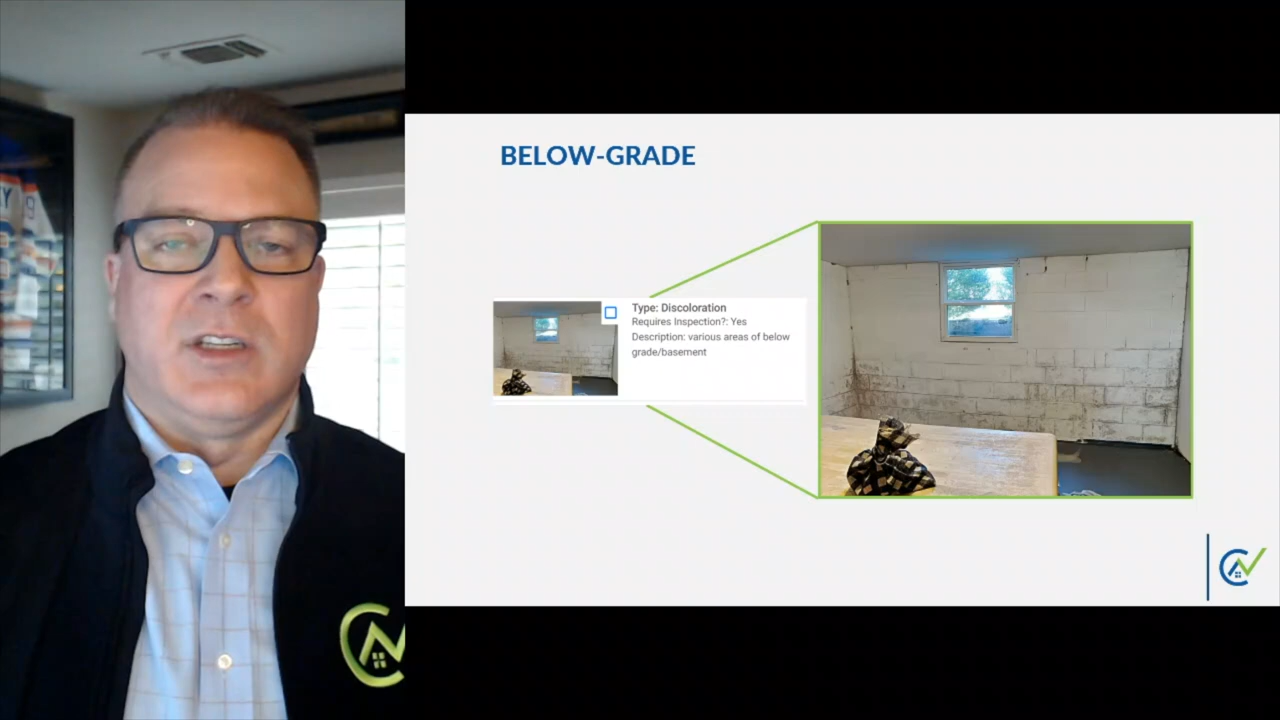 BELOW-GRADE
Type: Discoloration
Requires Inspection?: Yes
Description: various areas of below
grade/basement